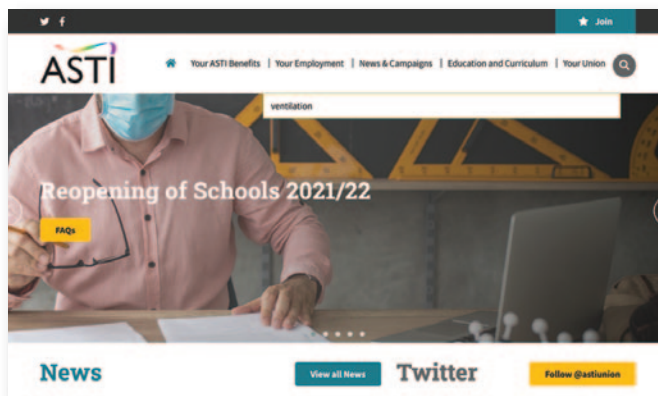 Join
ASTI
Your ASTI Benefits | Your Employment | News & Campaigns | Education and Curriculum | Your Union
ventilation
Reopening of Schools 2021/22
FAQs
News
View all News
Twitter
Follow @astiunion